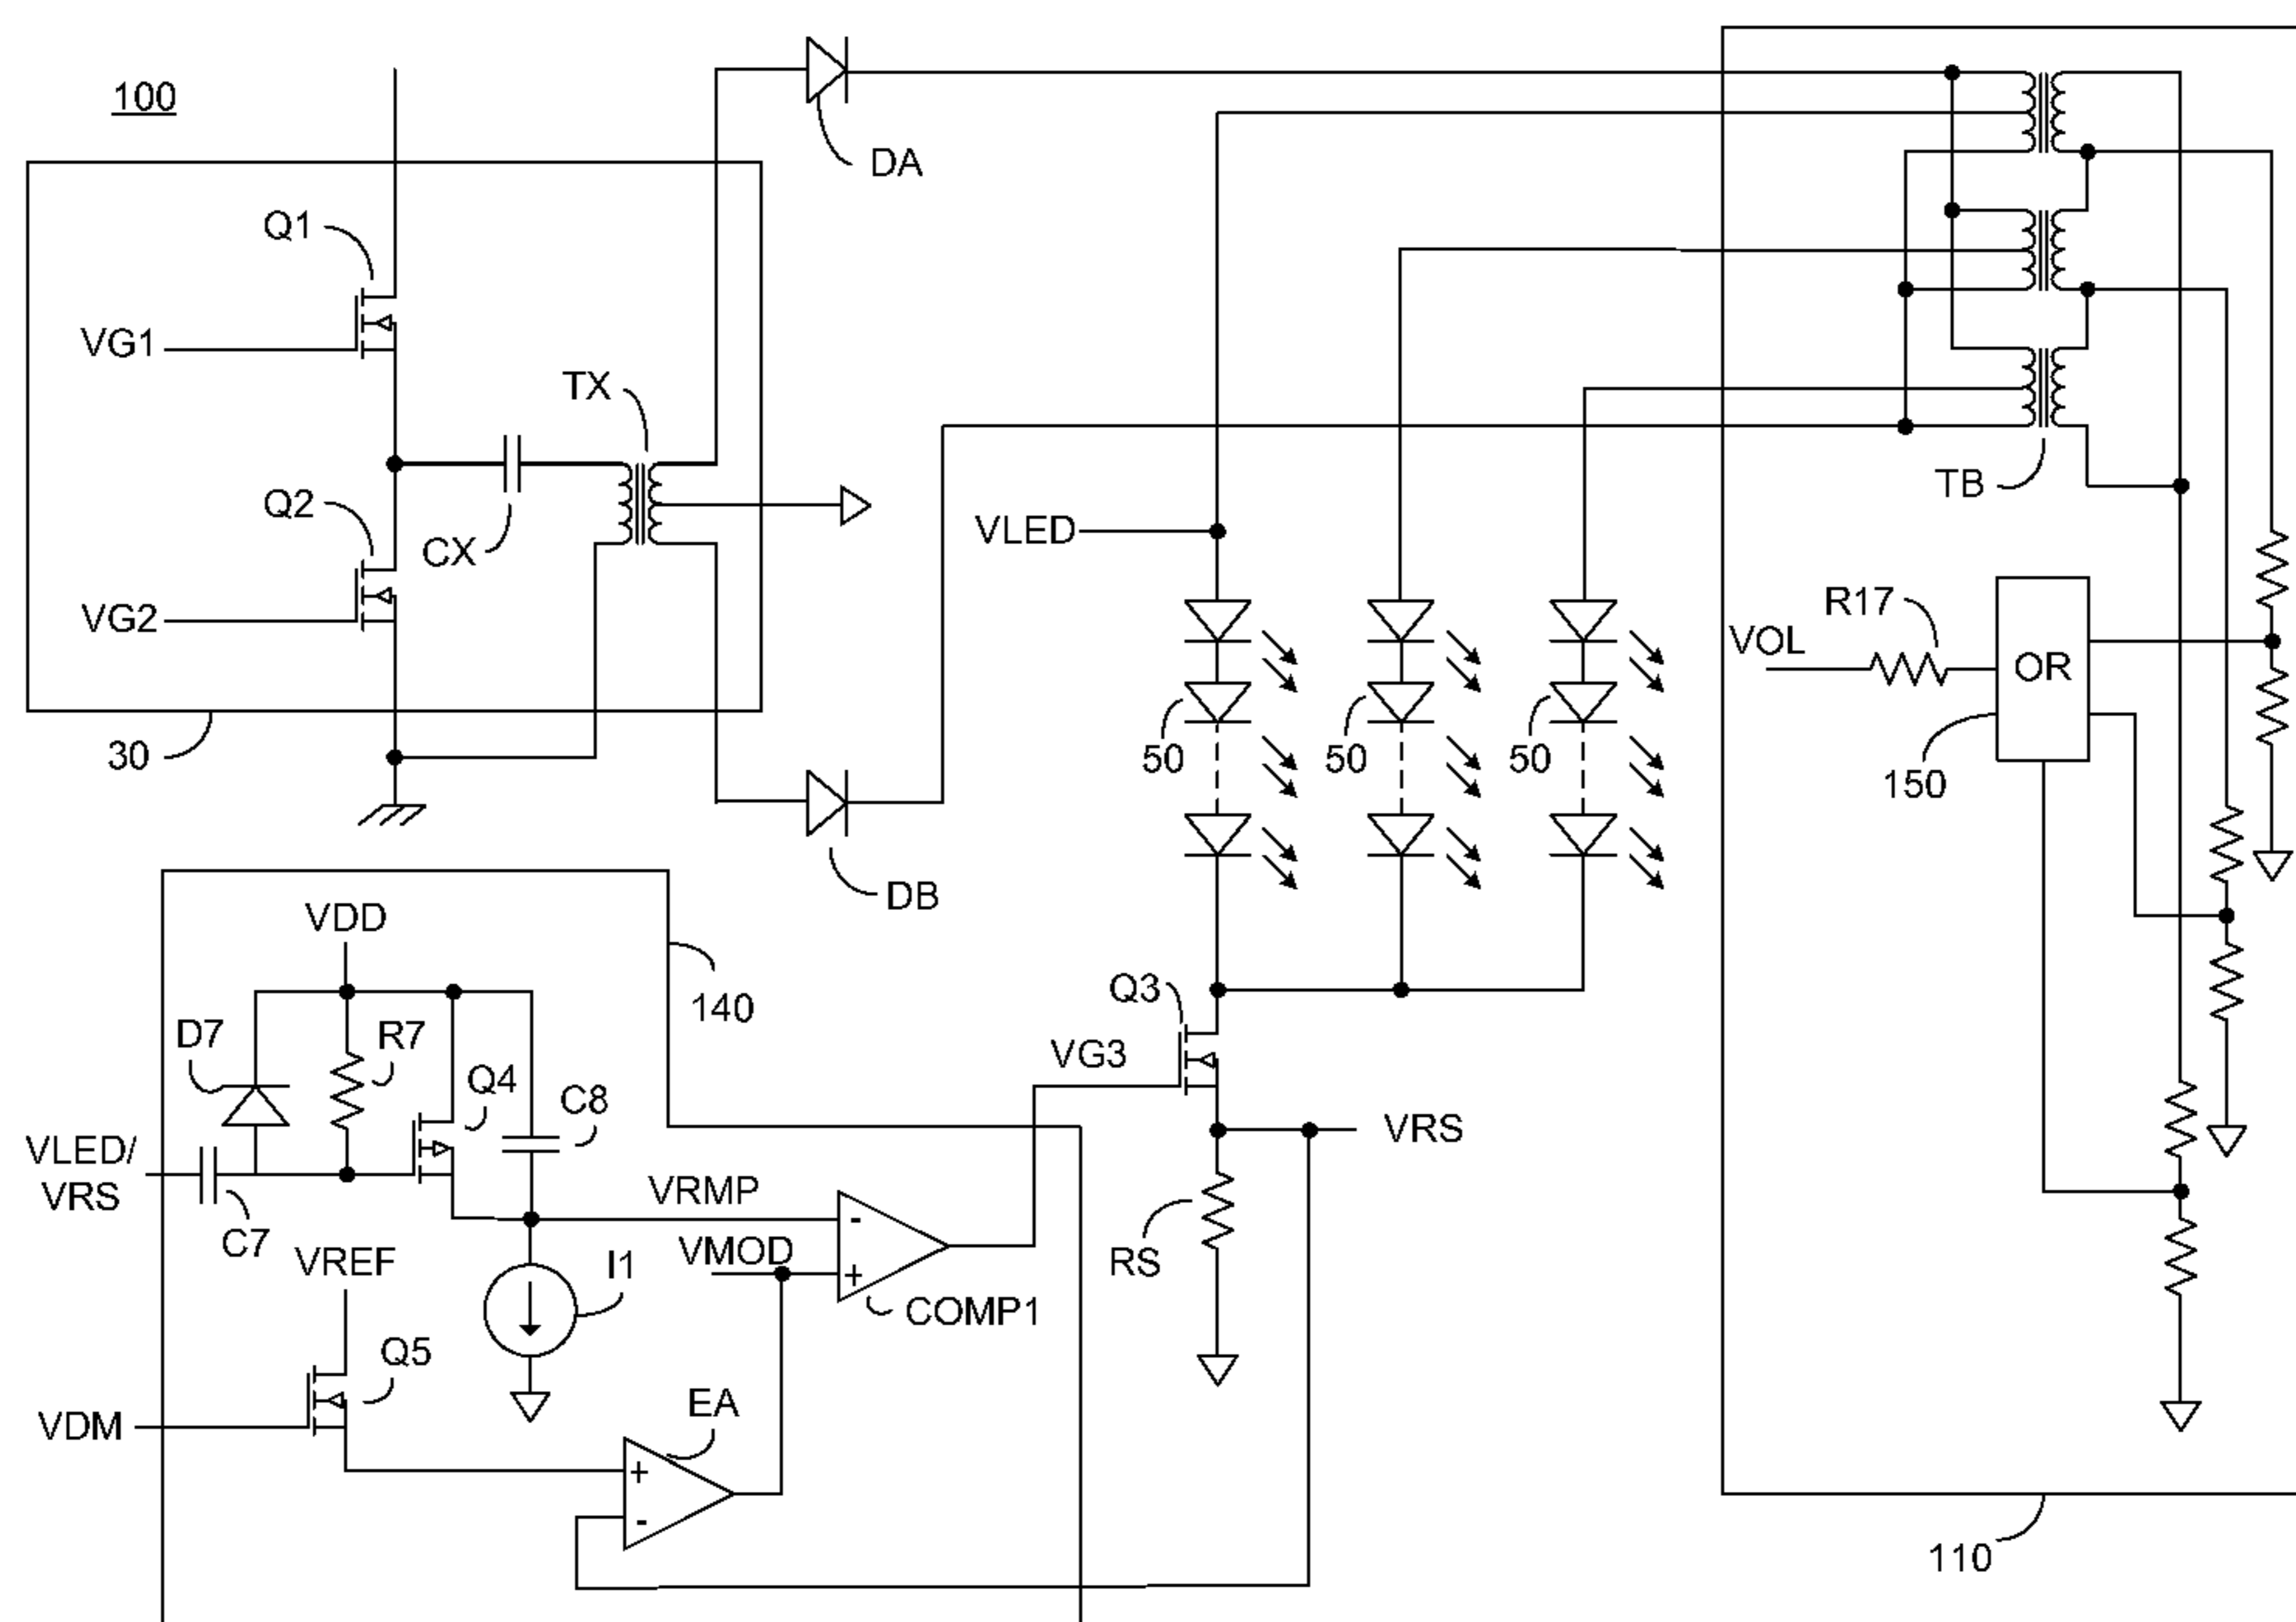 100
DA
Q1
VG1
TX
Q2
CX
VG2
30
TB
VLED
R17
VOL
OR
50
50
50
150
DB
VDD
140
D7
R7
Q4
C8
Q3
VG3
VLED/
VRS
VRS
C7
VRMP
-
VREF
I1
VMOD
+
COMP1
RS
Q5
EA
VDM
+
-
110